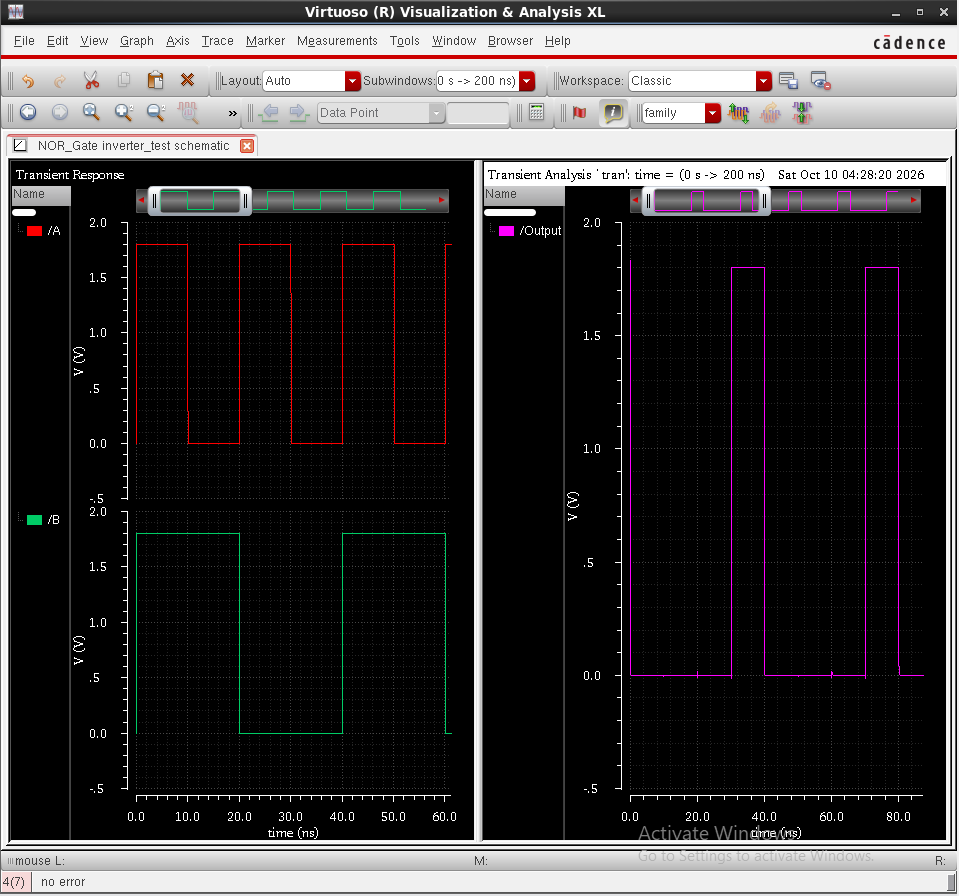 Virtuoso (R) Visualization & Analysis XL
File Edit View Graph Axis Trace Marker Measurements Tools Window Browser Help
cādence
Layout: Auto Subwindows: 0 s -> 200 ns) Workspace: Classic
» Data Point family
NOR_Gate inverter_test schematic
Transient Response
Name
/A
2.0
1.5
1.0
.5
0.0
-.5
V (V)
/B
2.0
1.5
1.0
.5
0.0
-.5
V (V)
0.0 10.0 20.0 30.0 40.0 50.0 60.0
time (ns)
Transient Analysis `tran': time = (0 s -> 200 ns) Sat Oct 10 04:28:20 2026
Name
/Output
2.0
1.5
1.0
.5
0.0
-.5
V (V)
0.0 20.0 40.0 60.0 80.0
time (ns)
Activate Windows
Go to Settings to activate Windows.
mouse L: M: R:
4(7) no error